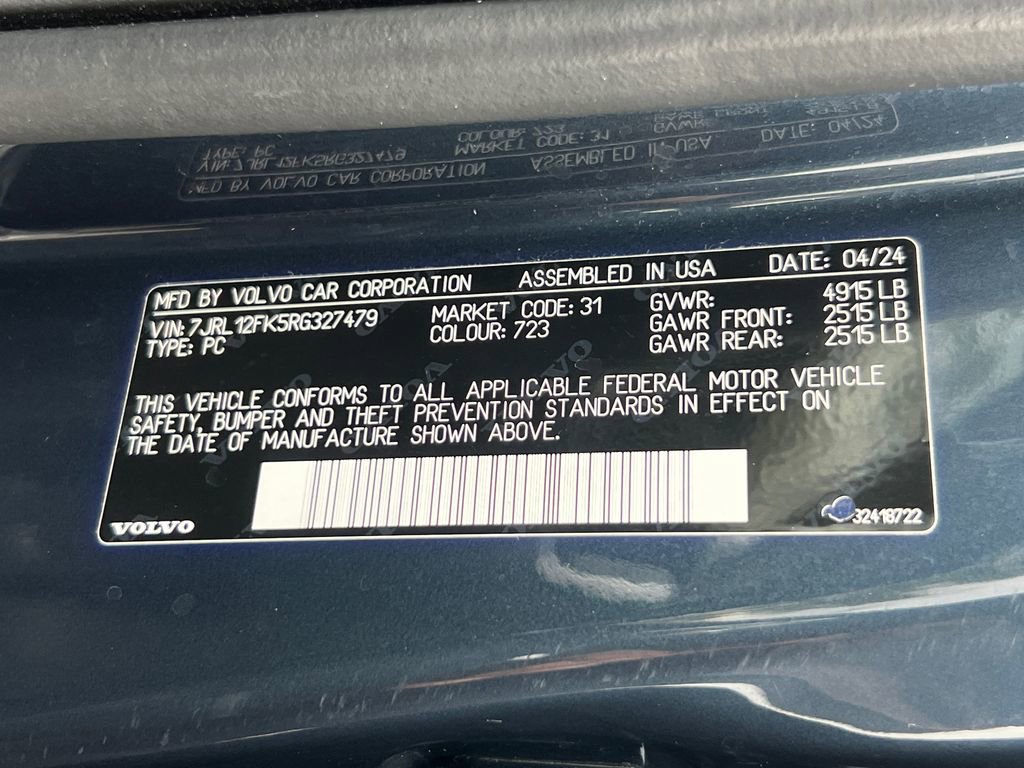 MFD BY VOLVO CAR CORPORATION ASSEMBLED IN USA DATE: 04/24
VIN: 7JRL12FK5RG327479 MARKET CODE: 31 GVWR: 4915 LB
TYPE: PC COLOUR: 723 GAWR FRONT: 2515 LB
GAWR REAR: 2515 LB
THIS VEHICLE CONFORMS TO ALL APPLICABLE FEDERAL MOTOR VEHICLE
SAFETY, BUMPER AND THEFT PREVENTION STANDARDS IN EFFECT ON
THE DATE OF MANUFACTURE SHOWN ABOVE.
VOLVO 32418722